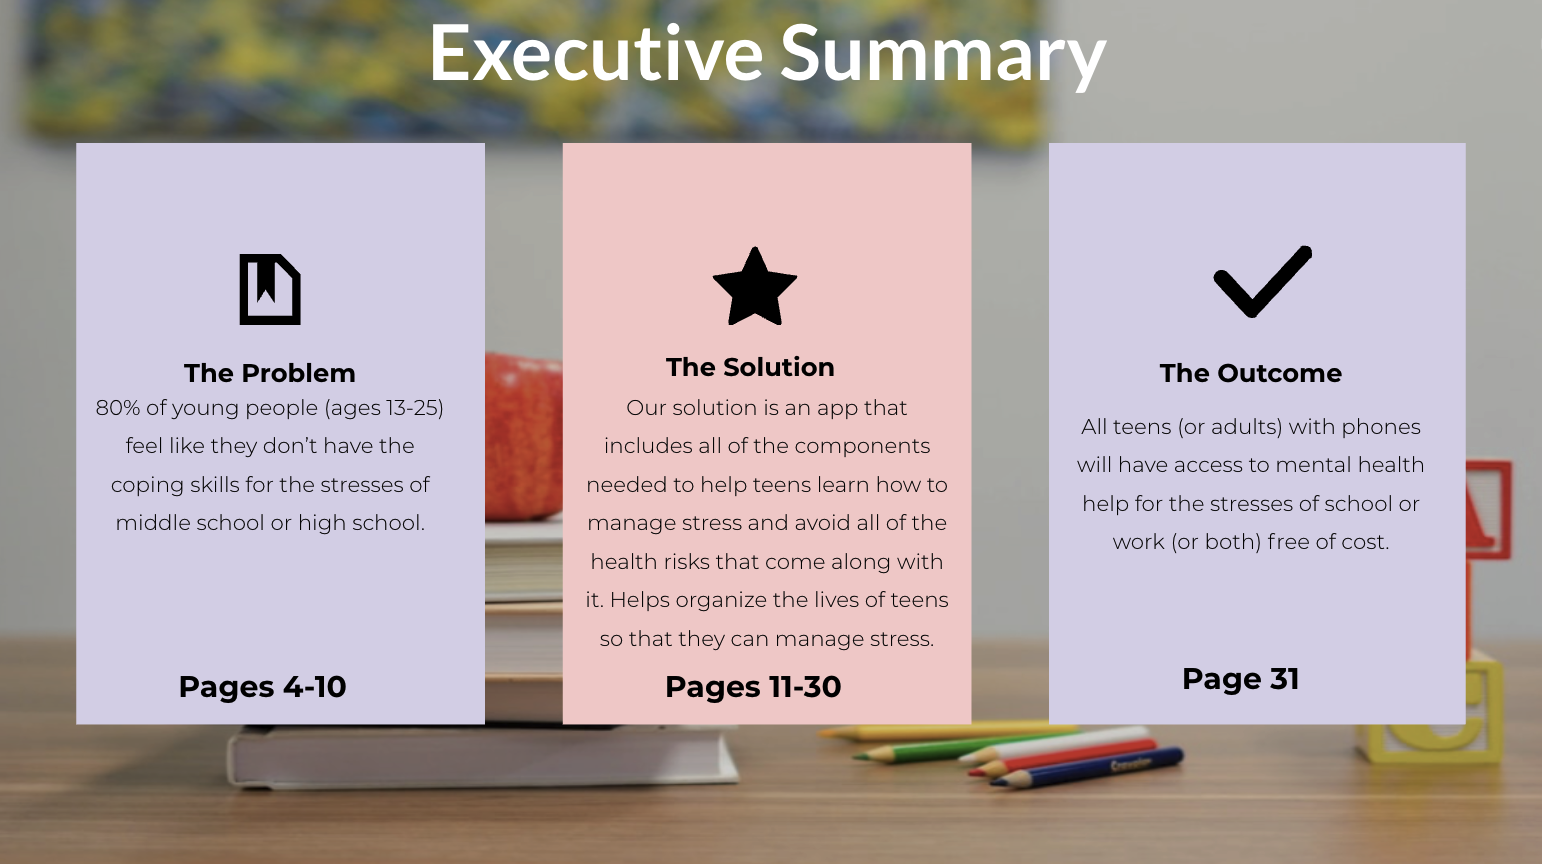 Executive Summary
The Problem
80% of young people (ages 13-25)
feel like they don’t have the
coping skills for the stresses of
middle school or high school.
Pages 4-10
The Solution
Our solution is an app that
includes all of the components
needed to help teens learn how to
manage stress and avoid all of the
health risks that come along with
it. Helps organize the lives of teens
so that they can manage stress.
Pages 11-30
The Outcome
All teens (or adults) with phones
will have access to mental health
help for the stresses of school or
work (or both) free of cost.
Page 31